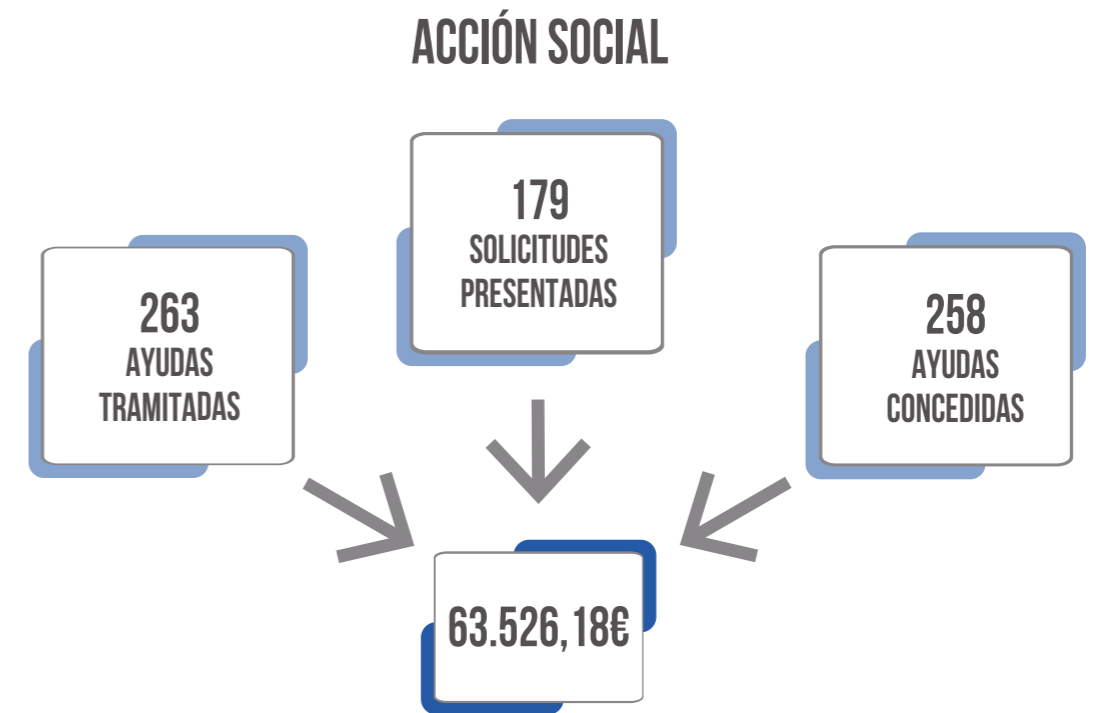 ACCIÓN SOCIAL
263
AYUDAS
TRAMITADAS
179
SOLICITUDES
PRESENTADAS
258
AYUDAS
CONCEDIDAS
63.526,18€